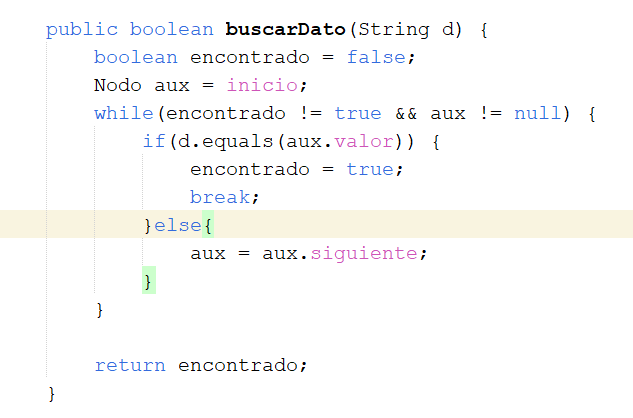 public boolean buscarDato(String d) {
boolean encontrado = false;
Nodo aux = inicio;
while(encontrado != true && aux != null) {
if(d.equals(aux.valor)) {
encontrado = true;
break;
}else{
aux = aux.siguiente;
}
}
return encontrado;
}